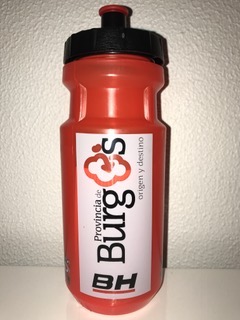 Provincia de
Burgos
origen y destino
BH